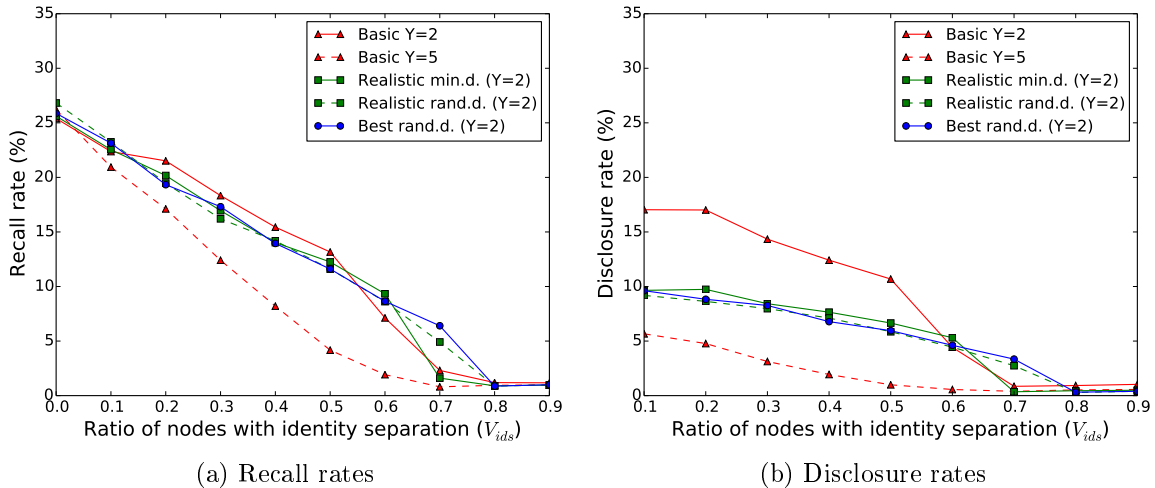 35
30
25
20
15
10
5
0
0.0 0.1 0.2 0.3 0.4 0.5 0.6 0.7 0.8 0.9
Recall rate (%)
Ratio of nodes with identity separation (V_ids)
Basic Y=2
Basic Y=5
Realistic min.d. (Y=2)
Realistic rand.d. (Y=2)
Best rand.d. (Y=2)
(a) Recall rates
35
30
25
20
15
10
5
0
0.1 0.2 0.3 0.4 0.5 0.6 0.7 0.8 0.9
Disclosure rate (%)
Ratio of nodes with identity separation (V_ids)
Basic Y=2
Basic Y=5
Realistic min.d. (Y=2)
Realistic rand.d. (Y=2)
Best rand.d. (Y=2)
(b) Disclosure rates